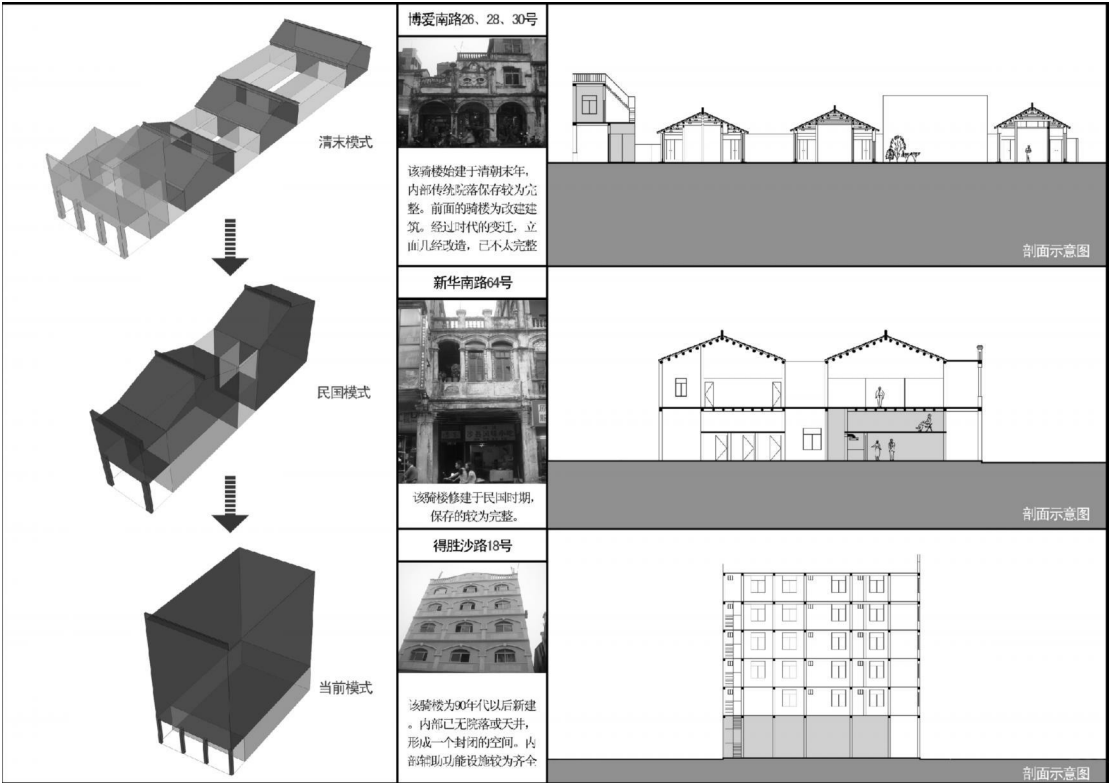 清末模式
民国模式
当前模式
博爱南路26、28、30号
该骑楼始建于清朝末年，
内部传统院落保存较为完
整。前面的骑楼为改建建
筑。经过时代的变迁，立
面几经改造，已不太完整
剖面示意图
新华南路64号
该骑楼修建于民国时期，
保存的较为完整。
剖面示意图
得胜沙路18号
该骑楼为90年代以后新建
。内部已无院落或天井，
形成一个封闭的空间。内
部辅助功能设施较为齐全
剖面示意图